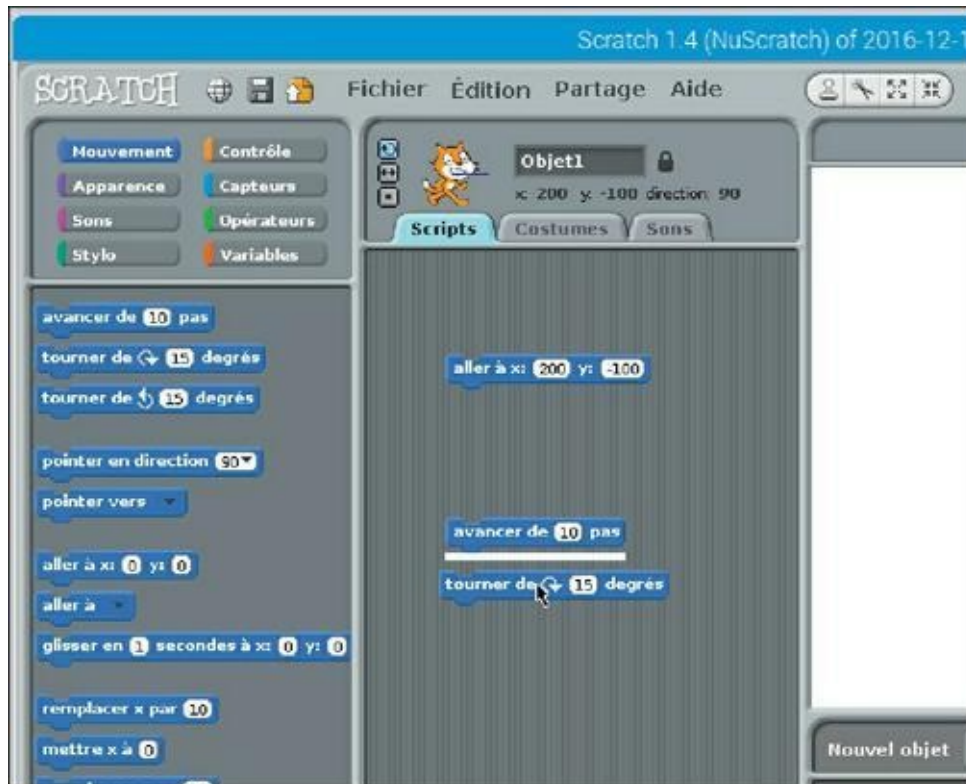 Scratch 1.4 (NuScratch) of 2016-12-1
SCRATCH Fichier Édition Partage Aide
Mouvement Contrôle
Apparence Capteurs
Sons Opérateurs
Stylo Variables
Objet1
x: 200 y: -100 direction: 90
Scripts Costumes Sons
avancer de 10 pas
tourner de 15 degrés
tourner de 15 degrés
pointer en direction 90
pointer vers
aller à x: 0 y: 0
aller à
glisser en 1 secondes à x: 0 y: 0
remplacer x par 10
mettre x à 0
aller à x: 200 y: -100
avancer de 10 pas
tourner de 15 degrés
Nouvel objet